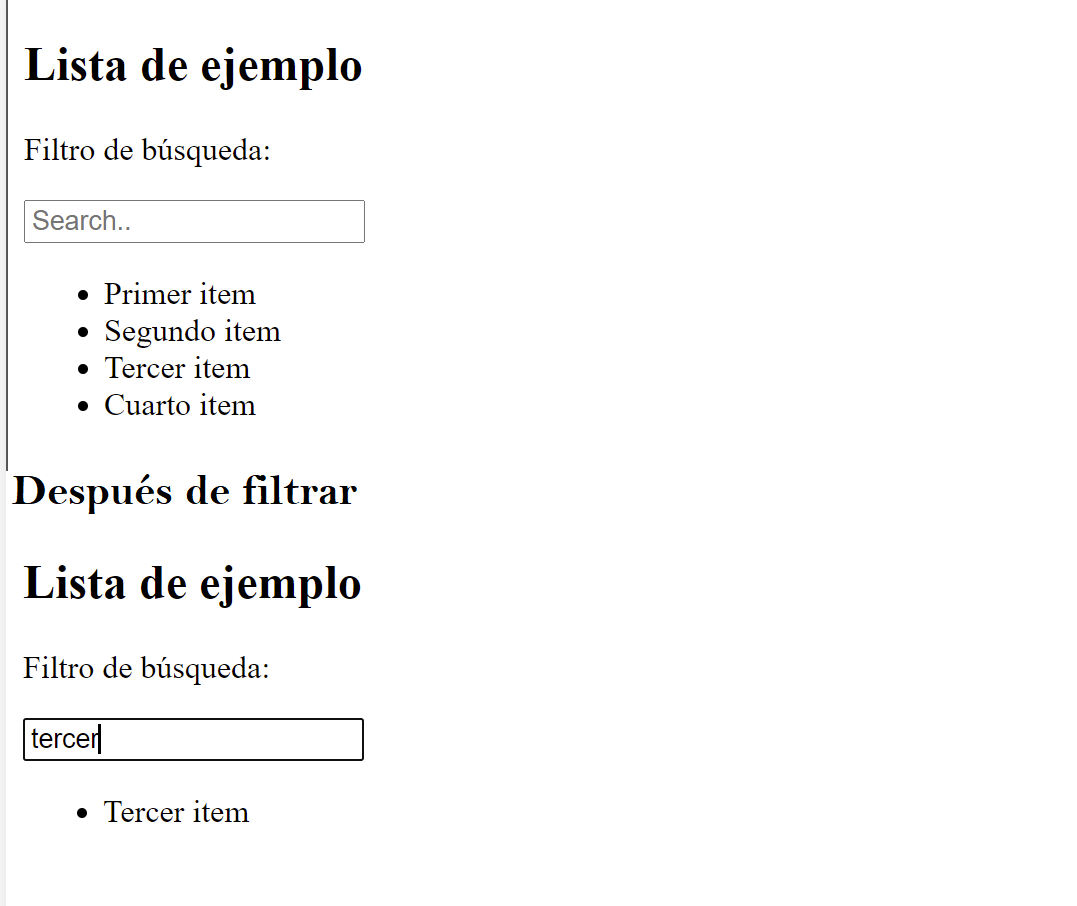 Lista de ejemplo
Filtro de búsqueda:
Search..
Primer item
Segundo item
Tercer item
Cuarto item
Después de filtrar
Lista de ejemplo
Filtro de búsqueda:
tercer
Tercer item